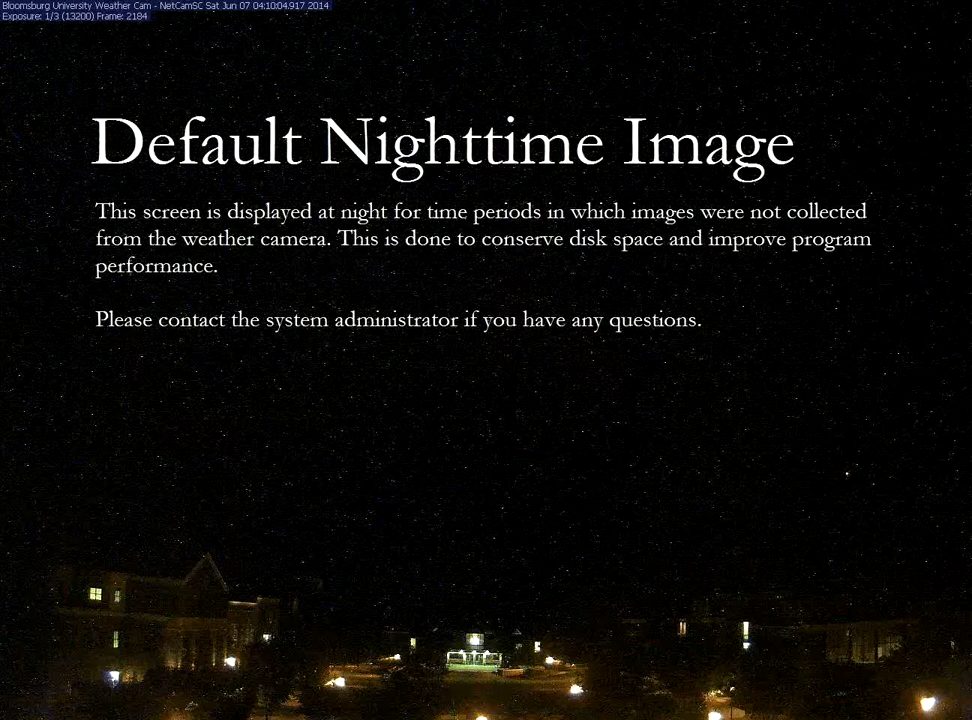 Bloomsburg University Weather Cam - NetCamSC Sat Jun 07 04:10:04.917 2014
Exposure: 1/3 (13200) Frame: 2184
Default Nighttime Image
This screen is displayed at night for time periods in which images were not collected
from the weather camera. This is done to conserve disk space and improve program
performance.
Please contact the system administrator if you have any questions.